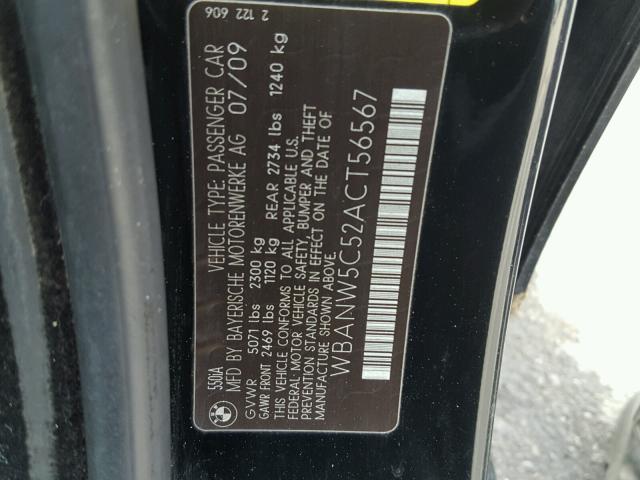 2 122 606
550iA
VEHICLE TYPE: PASSENGER CAR
MFD BY BAYERISCHE MOTORENWERKE AG 07/09
GVWR 5071 lbs 2300 kg
GAWR FRONT 2469 lbs 1120 kg REAR 2734 lbs 1240 kg
THIS VEHICLE CONFORMS TO ALL APPLICABLE U.S.
FEDERAL MOTOR VEHICLE SAFETY, BUMPER AND THEFT
PREVENTION STANDARDS IN EFFECT ON THE DATE OF
MANUFACTURE SHOWN ABOVE.
WBANW5C52ACT56567